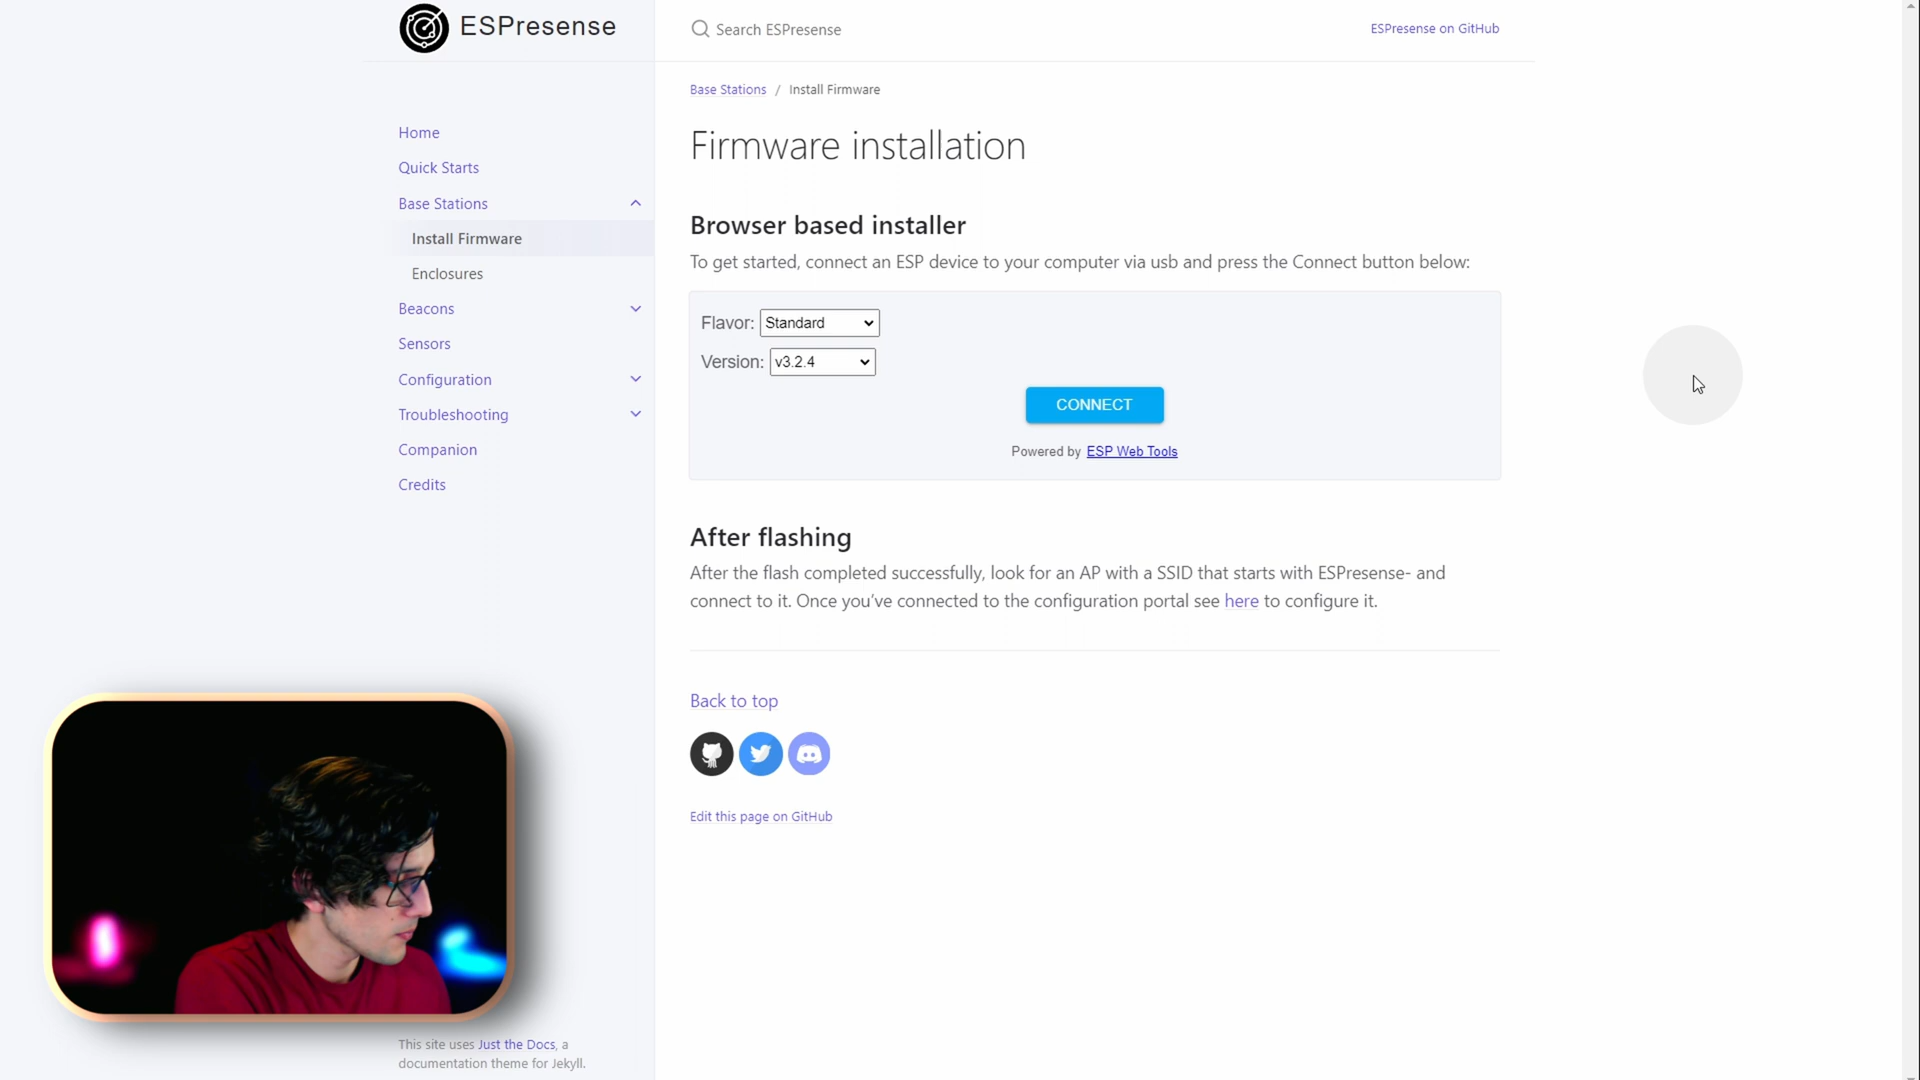 ESPresense
Search ESPresense
ESPresense on GitHub
Home
Quick Starts
Base Stations
Install Firmware
Enclosures
Beacons
Sensors
Configuration
Troubleshooting
Companion
Credits
Base Stations / Install Firmware
Firmware installation
Browser based installer
To get started, connect an ESP device to your computer via usb and press the Connect button below:
Flavor: Standard
Version: v3.2.4
CONNECT
Powered by ESP Web Tools
After flashing
After the flash completed successfully, look for an AP with a SSID that starts with ESPresense- and
connect to it. Once you've connected to the configuration portal see here to configure it.
Back to top
Edit this page on GitHub
This site uses Just the Docs, a
documentation theme for Jekyll.